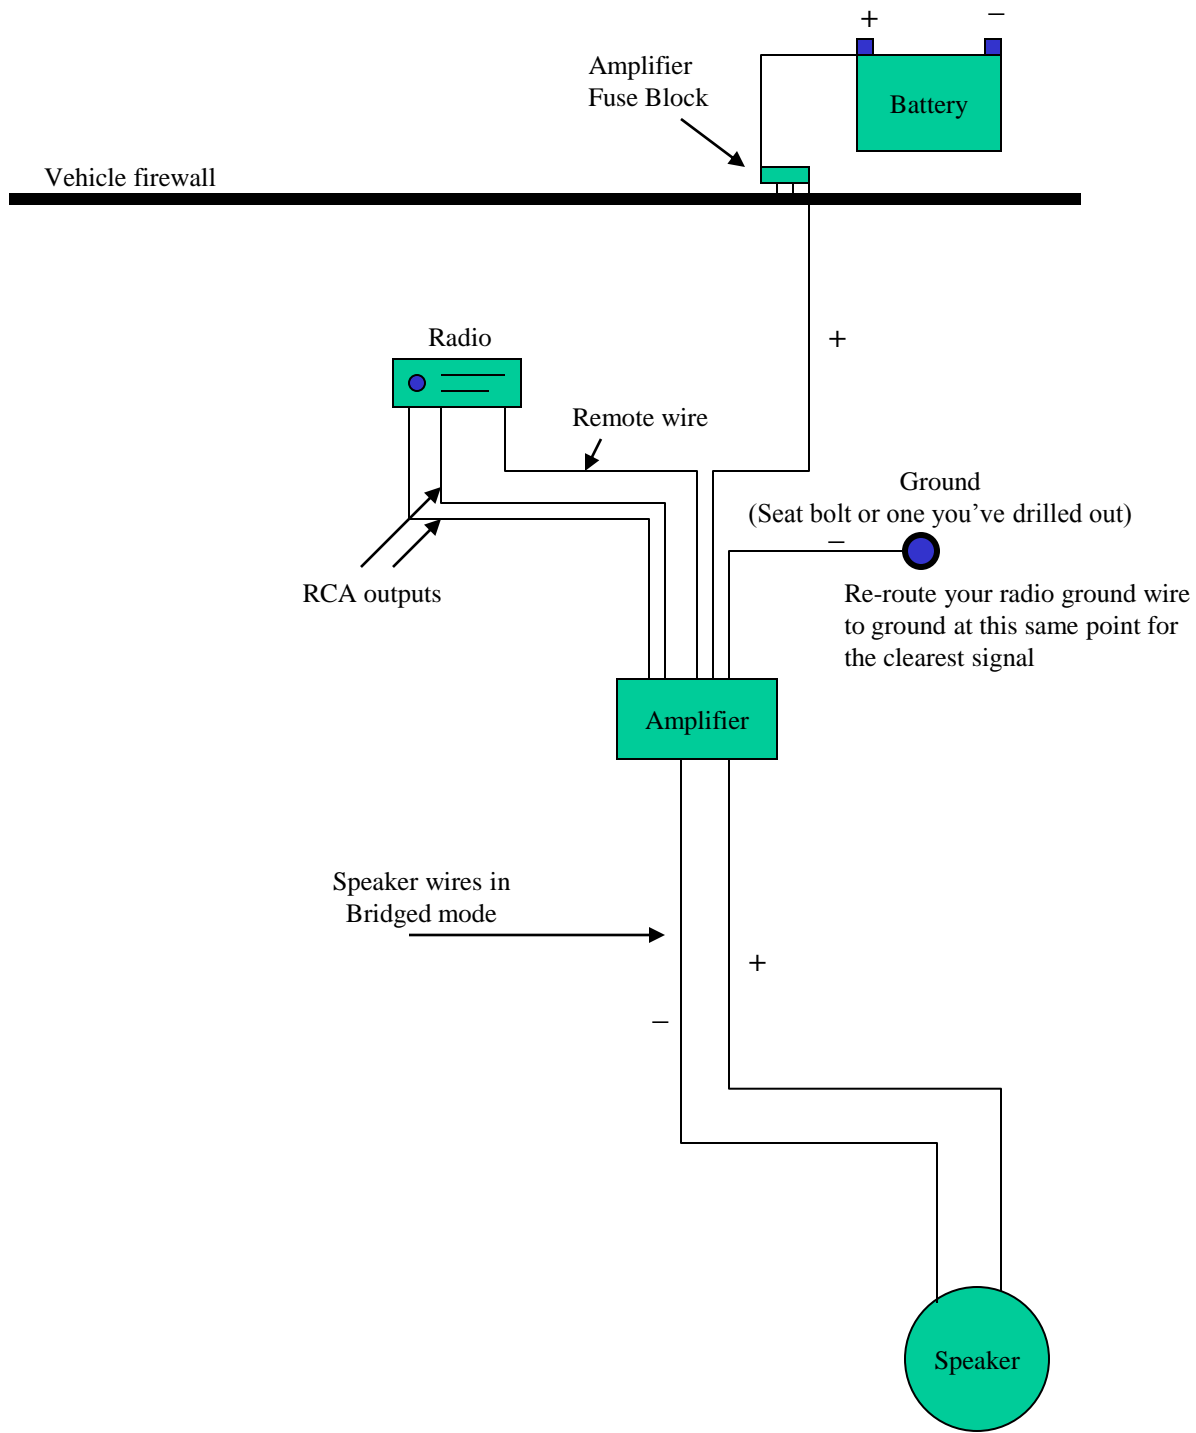 +
–
Amplifier
Fuse Block
Battery
Vehicle firewall
Radio
+
Remote wire
Ground
(Seat bolt or one you’ve drilled out)
–
RCA outputs
Re-route your radio ground wire
to ground at this same point for
the clearest signal
Amplifier
Speaker wires in
Bridged mode
+
–
Speaker